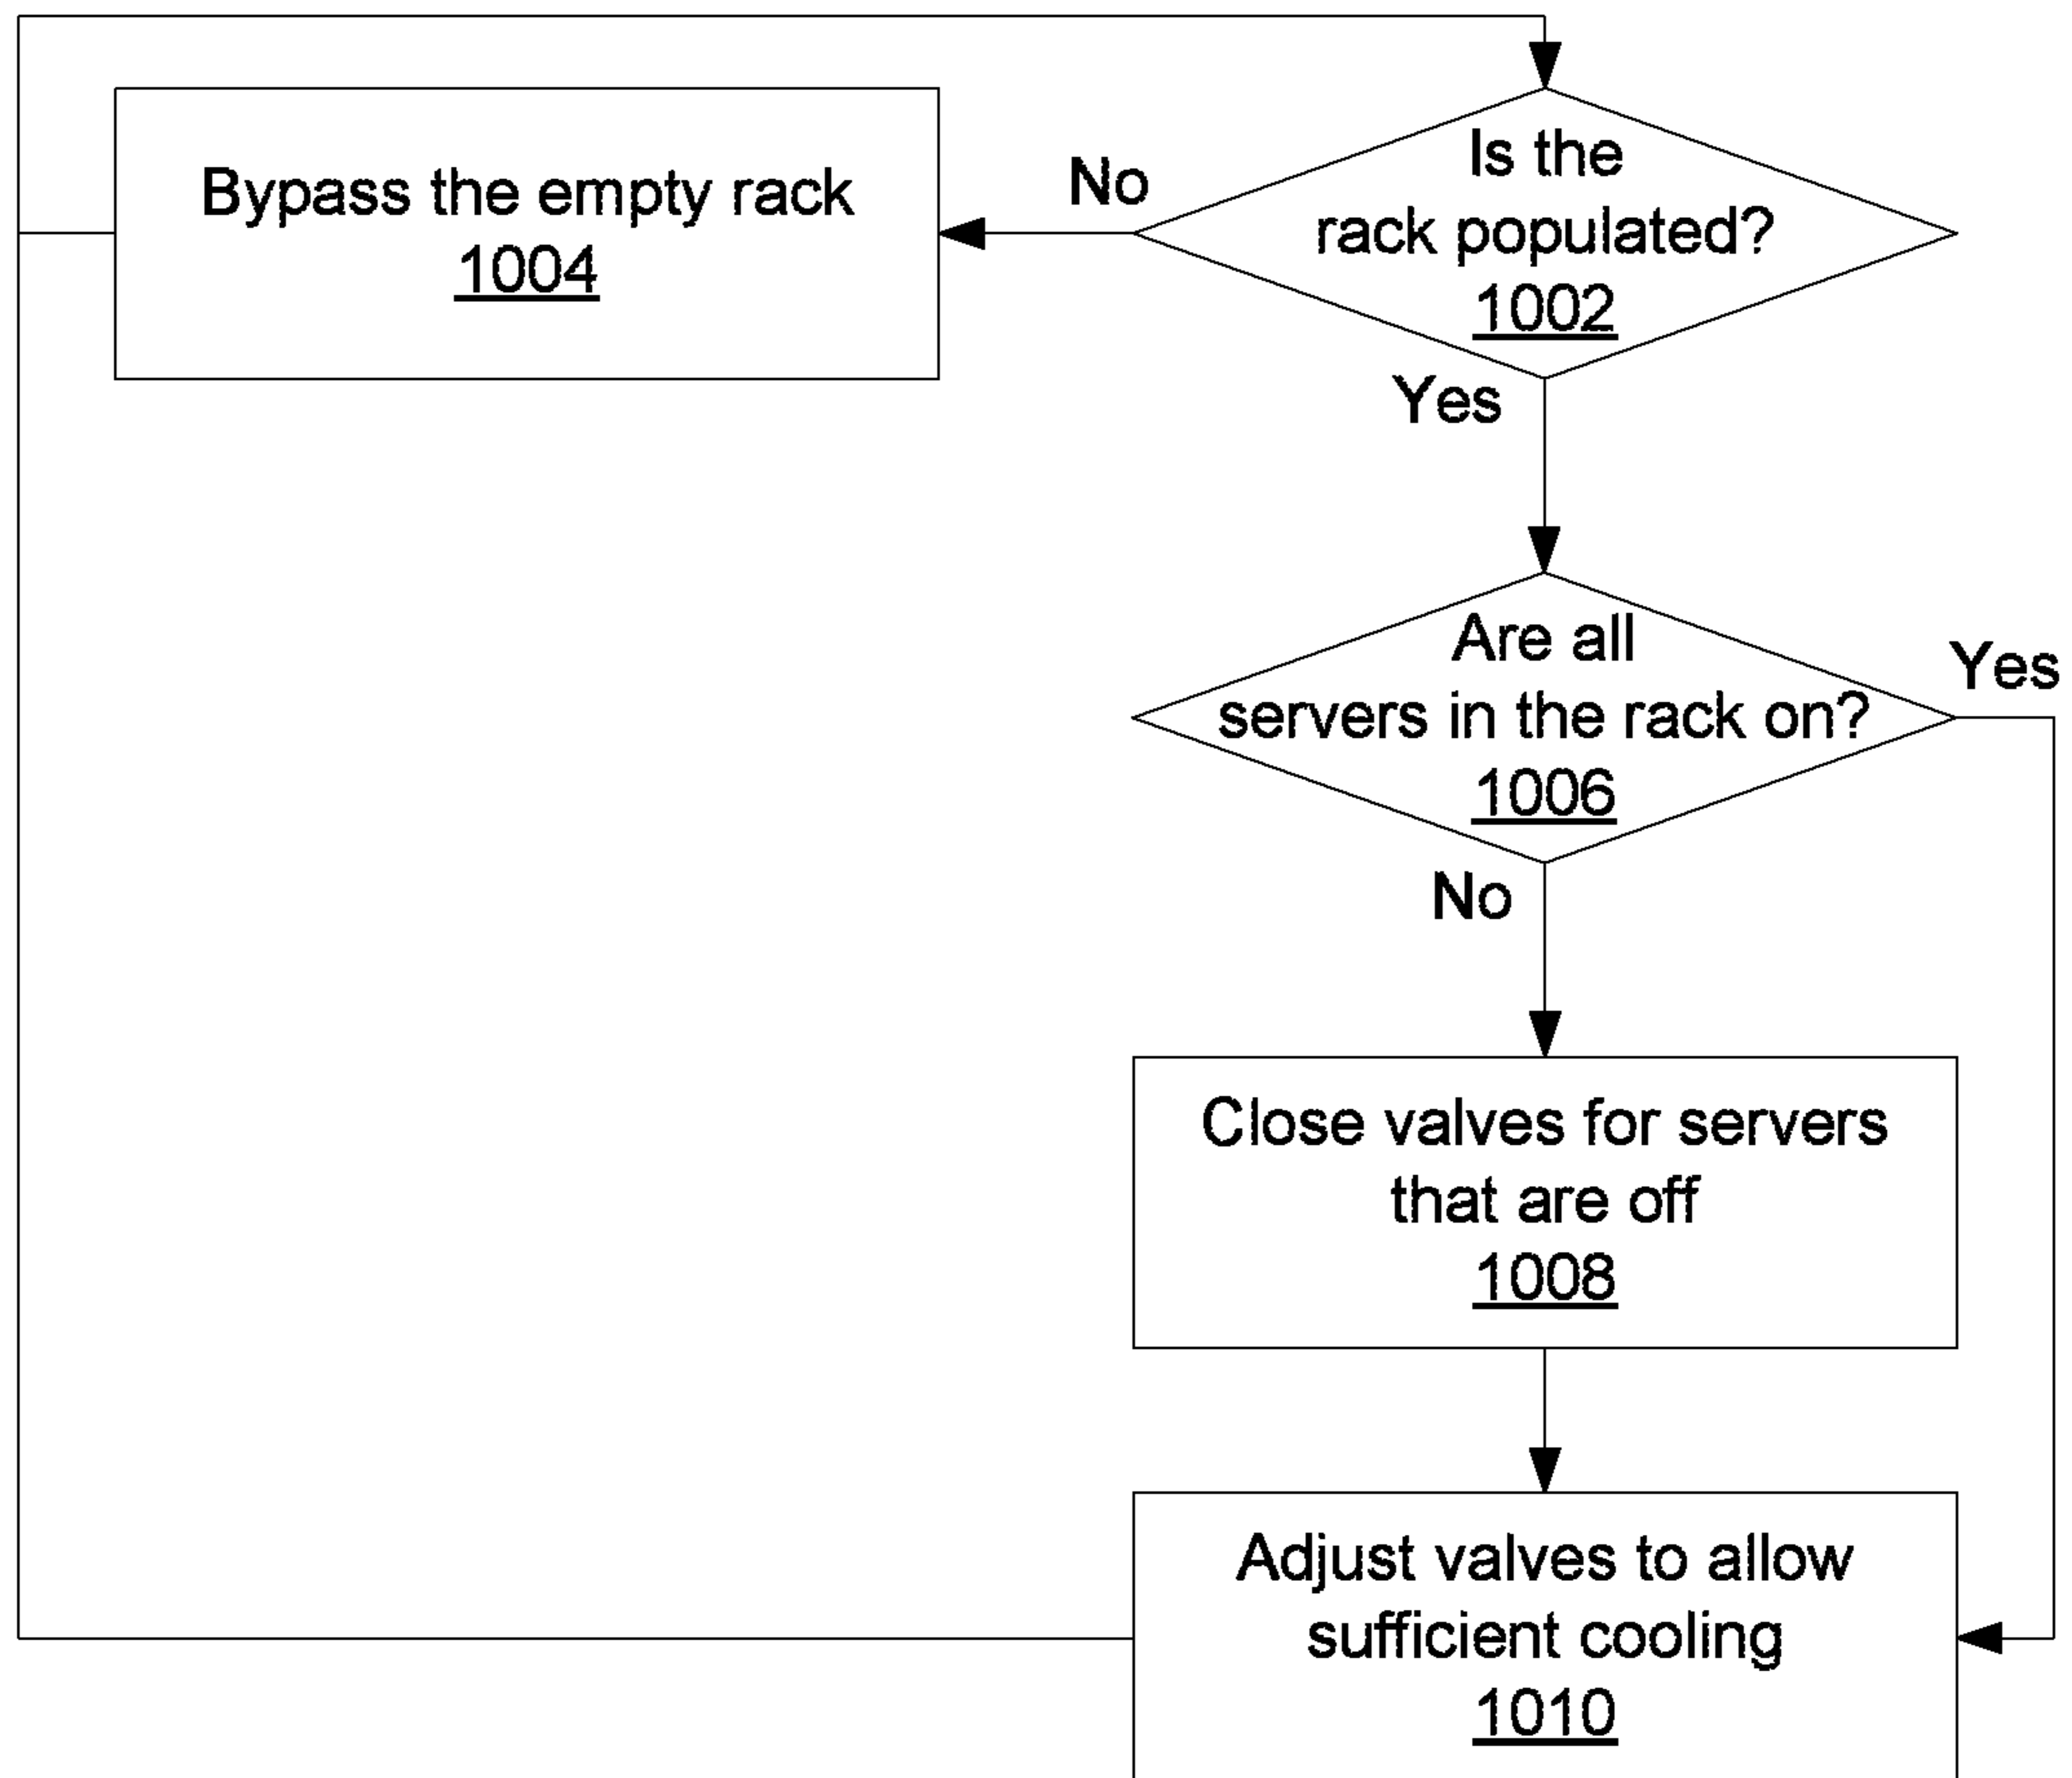 Is the
rack populated?
1002
No
Bypass the empty rack
1004
Yes
Are all
servers in the rack on?
1006
Yes
No
Close valves for servers
that are off
1008
Adjust valves to allow
sufficient cooling
1010